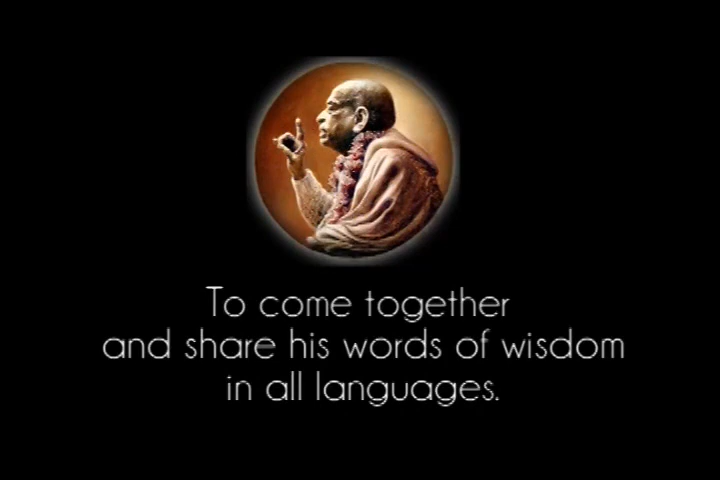 To come together
and share his words of wisdom
in all languages.